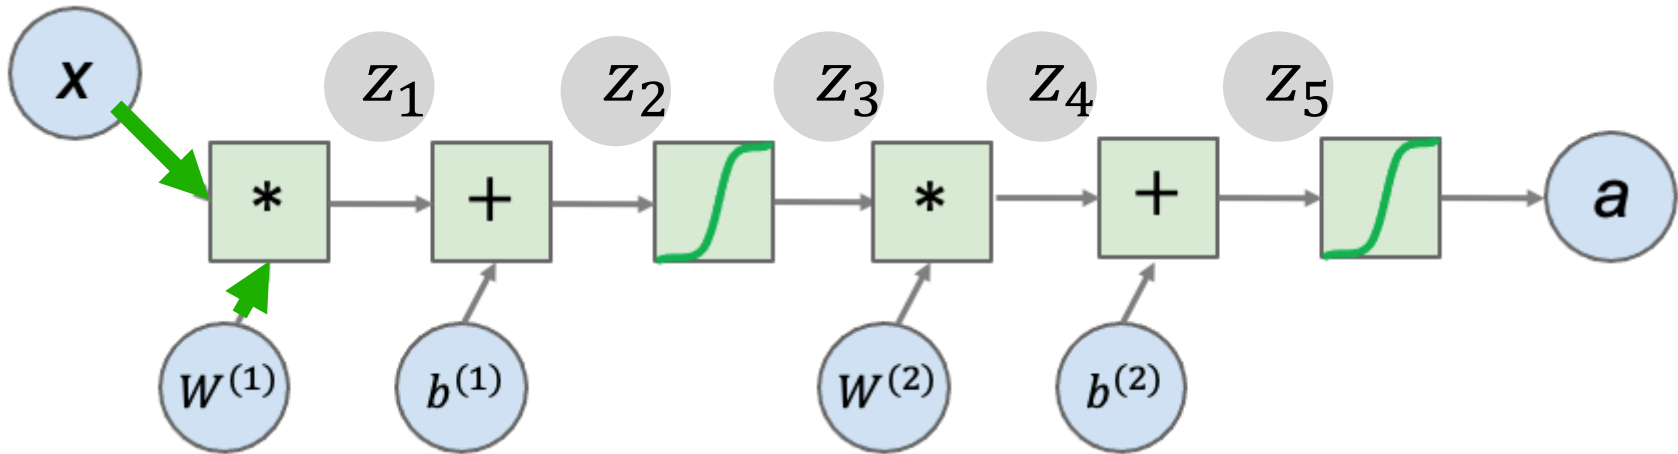 x
z₁ z₂ z₃ z₄ z₅
* + * + a
W⁽¹⁾ b⁽¹⁾ W⁽²⁾ b⁽²⁾